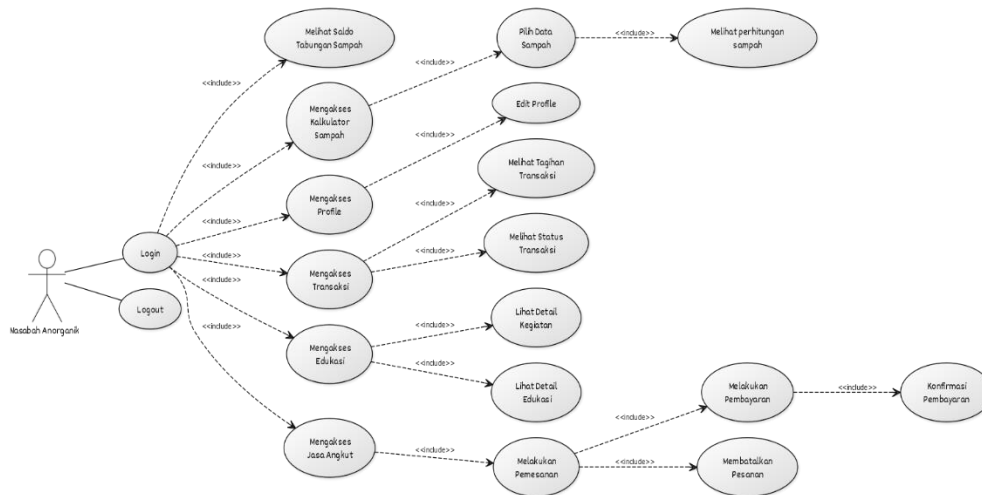 Melihat Saldo
Tabungan Sampah
Pilih Data
Sampah
<<include>>
Melihat perhitungan
sampah
<<include>>
<<include>>
Mengakses
Kalkulator
Sampah
Edit Profile
<<include>>
<<include>>
Melihat Tagihan
Transaksi
Mengakses
Profile
<<include>>
<<include>>
Melihat Status
Transaksi
Login
<<include>>
<<include>>
Mengakses
Transaksi
<<include>>
Nasabah Anorganik
Logout
<<include>>
Mengakses
Edukasi
<<include>>
Lihat Detail
Kegiatan
<<include>>
Lihat Detail
Edukasi
Melakukan
Pembayaran
<<include>>
Konfirmasi
Pembayaran
<<include>>
Mengakses
Jasa Angkut
<<include>>
Melakukan
Pemesanan
<<include>>
Membatalkan
Pesanan